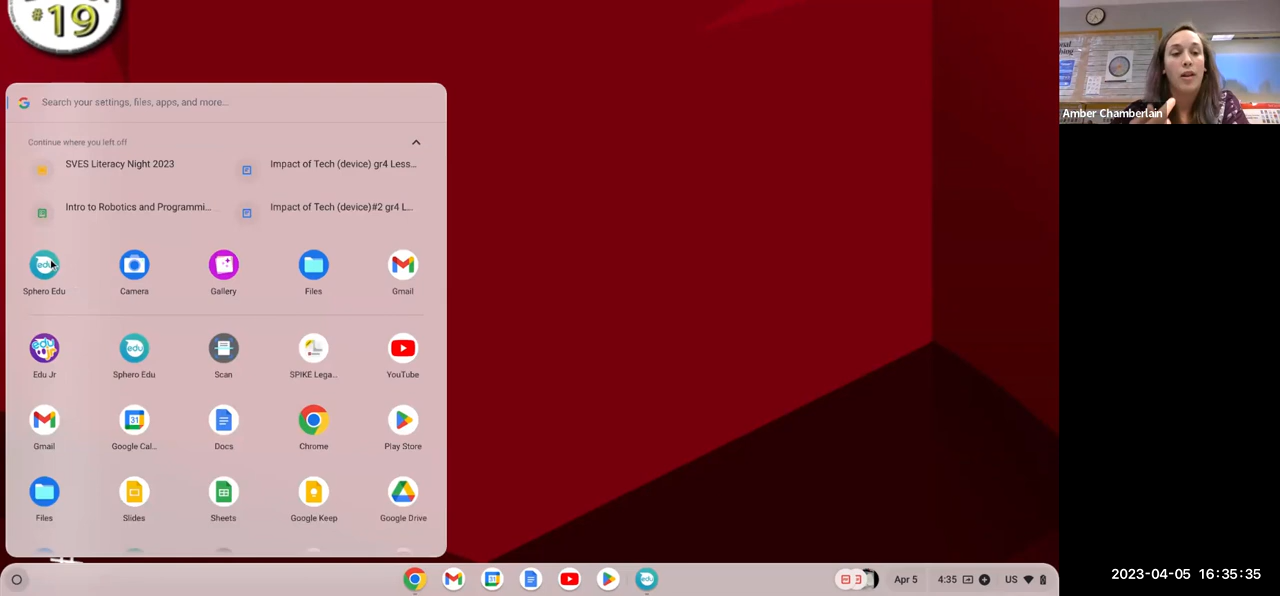 #19
Search your settings, files, apps, and more...
Continue where you left off
SVES Literacy Night 2023
Impact of Tech (device) gr4 Less...
Intro to Robotics and Programmi...
Impact of Tech (device)#2 gr4 L...
Sphero Edu
Camera
Gallery
Files
Gmail
Edu Jr
Sphero Edu
Scan
SPIKE Lega...
YouTube
Gmail
Google Cal...
Docs
Chrome
Play Store
Files
Slides
Sheets
Google Keep
Google Drive
Apr 5
4:35
US
Amber Chamberlain
2023-04-05 16:35:35